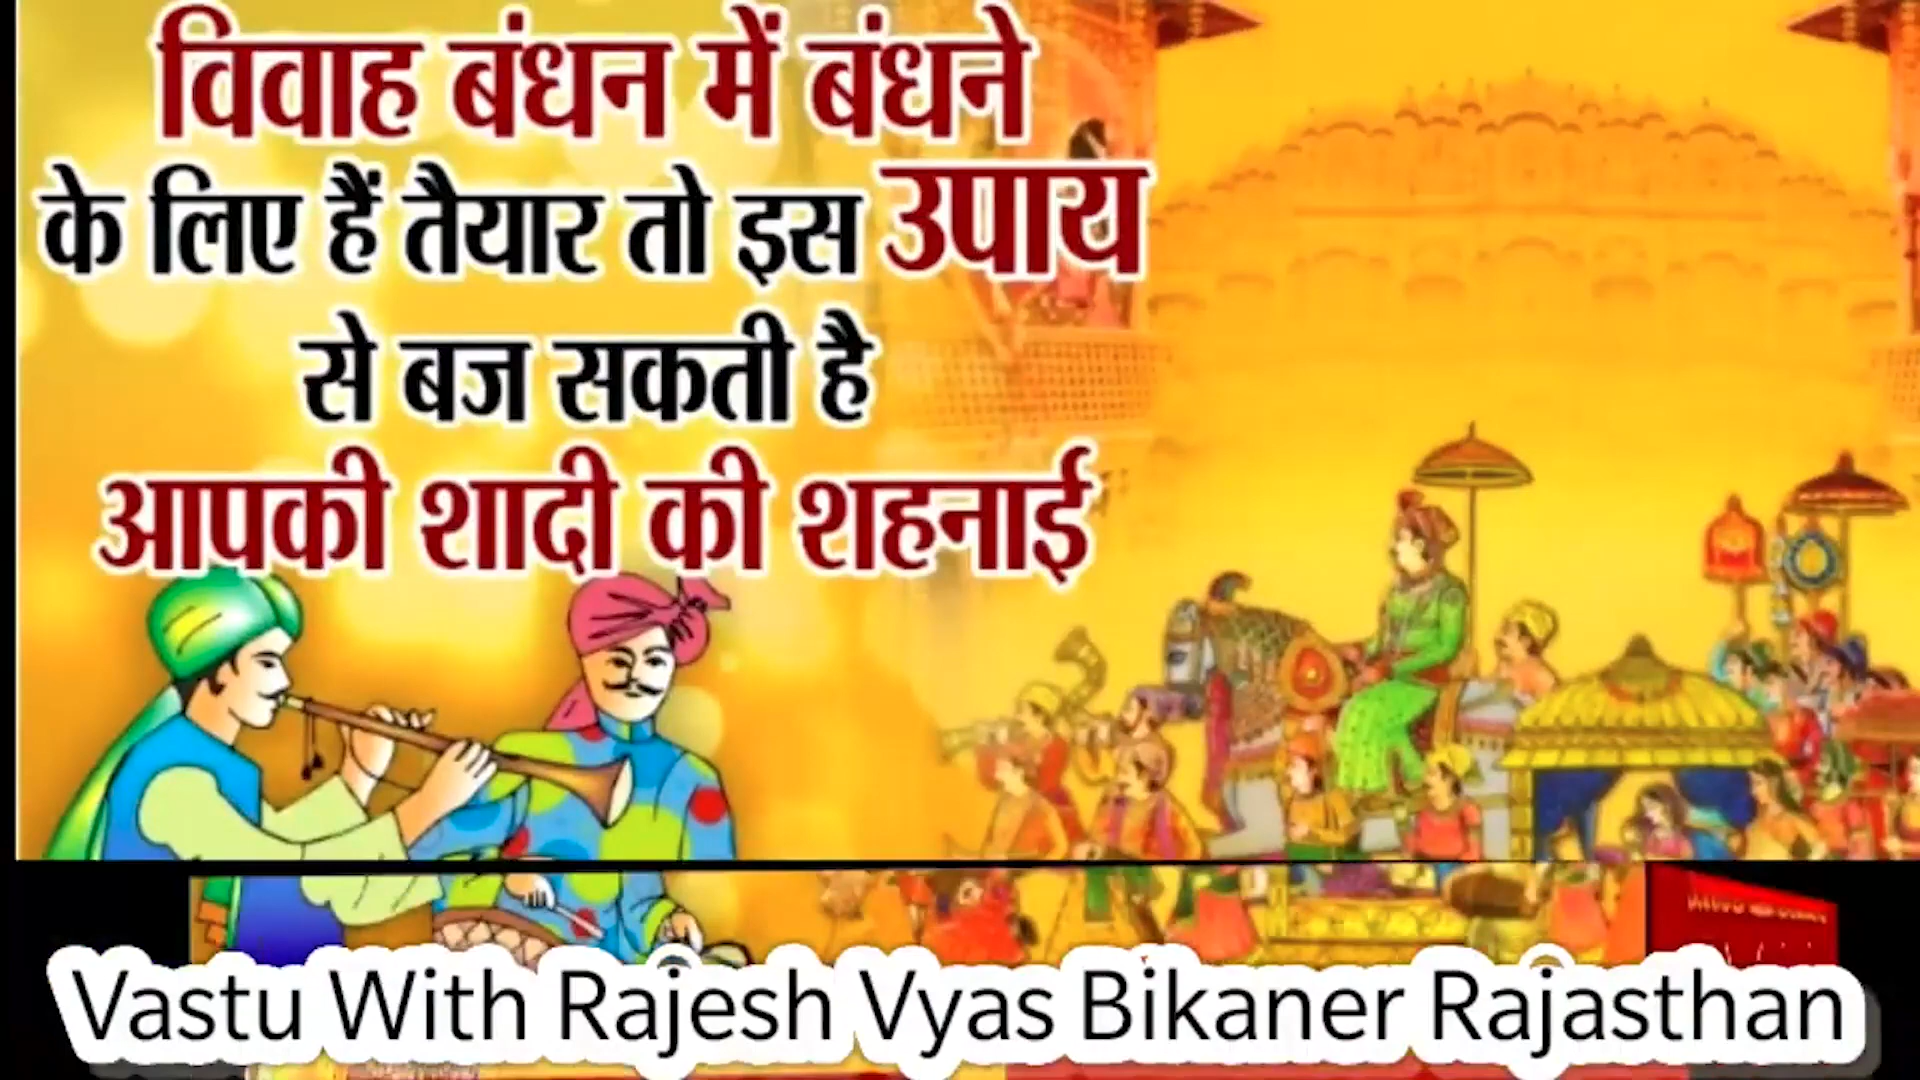 विवाह बंधन में बंधने
के लिए हैं तैयार तो इस उपाय
से बज सकती है
आपकी शादी की शहनाई
Vastu With Rajesh Vyas Bikaner Rajasthan